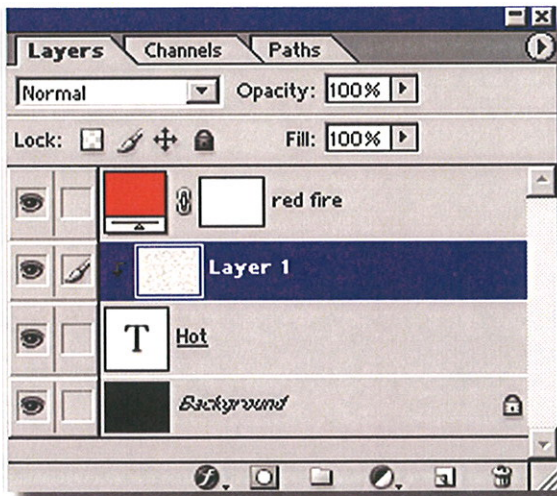 Layers Channels Paths
Normal Opacity: 100%
Lock: Fill: 100%
red fire
Layer 1
T Hot
Background